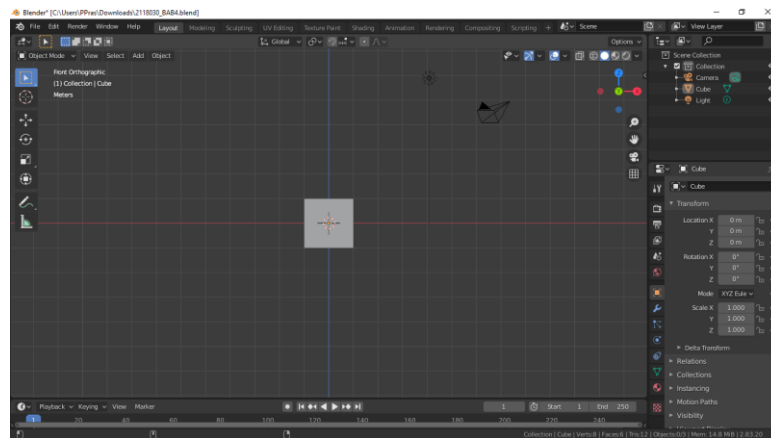 Blender* [C:\Users\PPras\Downloads\2118030_BAB4.blend]
File Edit Render Window Help Layout Modeling Sculpting UV Editing Texture Paint Shading Animation Rendering Compositing Scripting + Scene View Layer
Global Options
Object Mode View Select Add Object
Front Orthographic
(1) Collection | Cube
Meters
Scene Collection
Collection
Camera
Cube
Light
Cube
Cube
Transform
Location X 0 m
Y 0 m
Z 0 m
Rotation X 0°
Y 0°
Z 0°
Mode XYZ Eule
Scale X 1.000
Y 1.000
Z 1.000
Delta Transform
Relations
Collections
Instancing
Motion Paths
Visibility
Playback Keying View Marker 1 Start 1 End 250
1 20 40 60 80 100 120 140 160 180 200 220 240
Collection | Cube | Verts:8 | Faces:6 | Tris:12 | Objects:0/3 | Mem: 14.8 MiB | 2.83.20